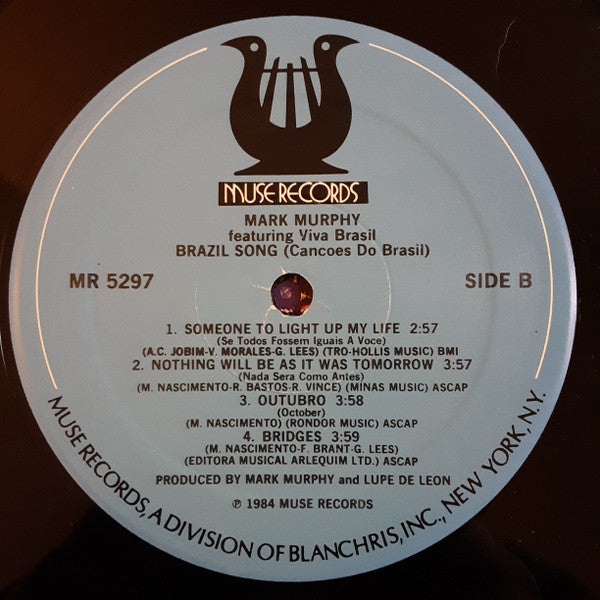 MUSE RECORDS
MARK MURPHY
featuring Viva Brasil
BRAZIL SONG (Cancoes Do Brasil)
MR 5297
SIDE B
1. SOMEONE TO LIGHT UP MY LIFE 2:57
(Se Todos Fossem Iguais A Voce)
(A.C. JOBIM-V. MORALES-G. LEES) (TRO-HOLLIS MUSIC) BMI
2. NOTHING WILL BE AS IT WAS TOMORROW 3:57
(Nada Sera Como Antes)
(M. NASCIMENTO-R. BASTOS-R. VINCE) (MINAS MUSIC) ASCAP
3. OUTUBRO 3:58
(October)
(M. NASCIMENTO) (RONDOR MUSIC) ASCAP
4. BRIDGES 3:59
(M. NASCIMENTO-F. BRANT-G. LEES)
(EDITORA MUSICAL ARLEQUIM LTD.) ASCAP
PRODUCED BY MARK MURPHY and LUPE DE LEON
℗ 1984 MUSE RECORDS
MUSE RECORDS, A DIVISION OF BLANCHRIS, INC., NEW YORK, N.Y.